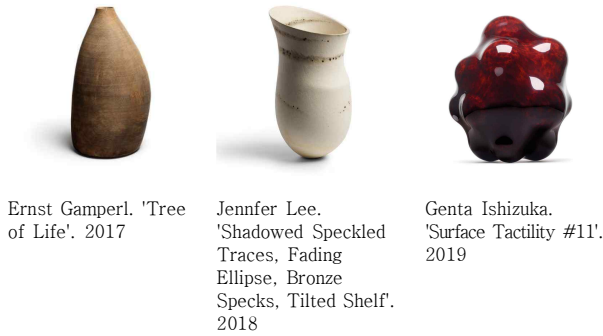 Ernst Gamperl. 'Tree
of Life'. 2017
Jennfer Lee.
'Shadowed Speckled
Traces, Fading
Ellipse, Bronze
Specks, Tilted Shelf'.
2018
Genta Ishizuka.
'Surface Tactility #11'.
2019